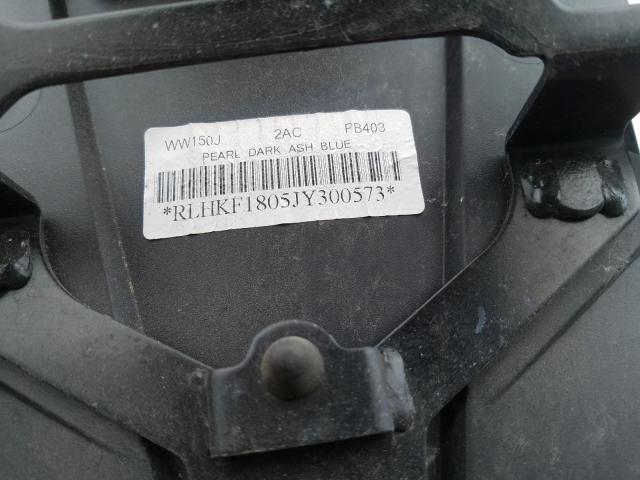 WW150J 2AC PB403
PEARL DARK ASH BLUE
*RLHKF1805JY300573*